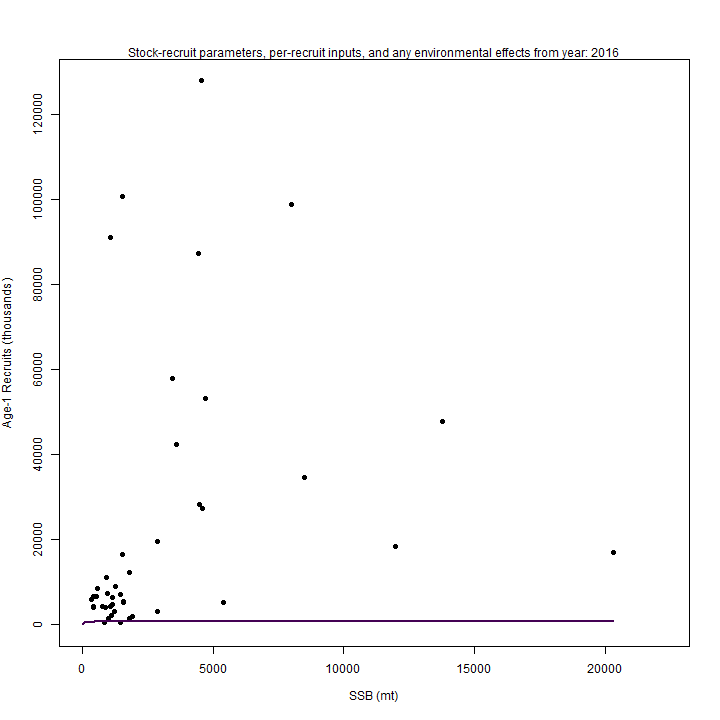 Stock-recruit parameters, per-recruit inputs, and any environmental effects from year: 2016
120000
100000
80000
60000
40000
20000
0
Age-1 Recruits (thousands)
0 5000 10000 15000 20000
SSB (mt)